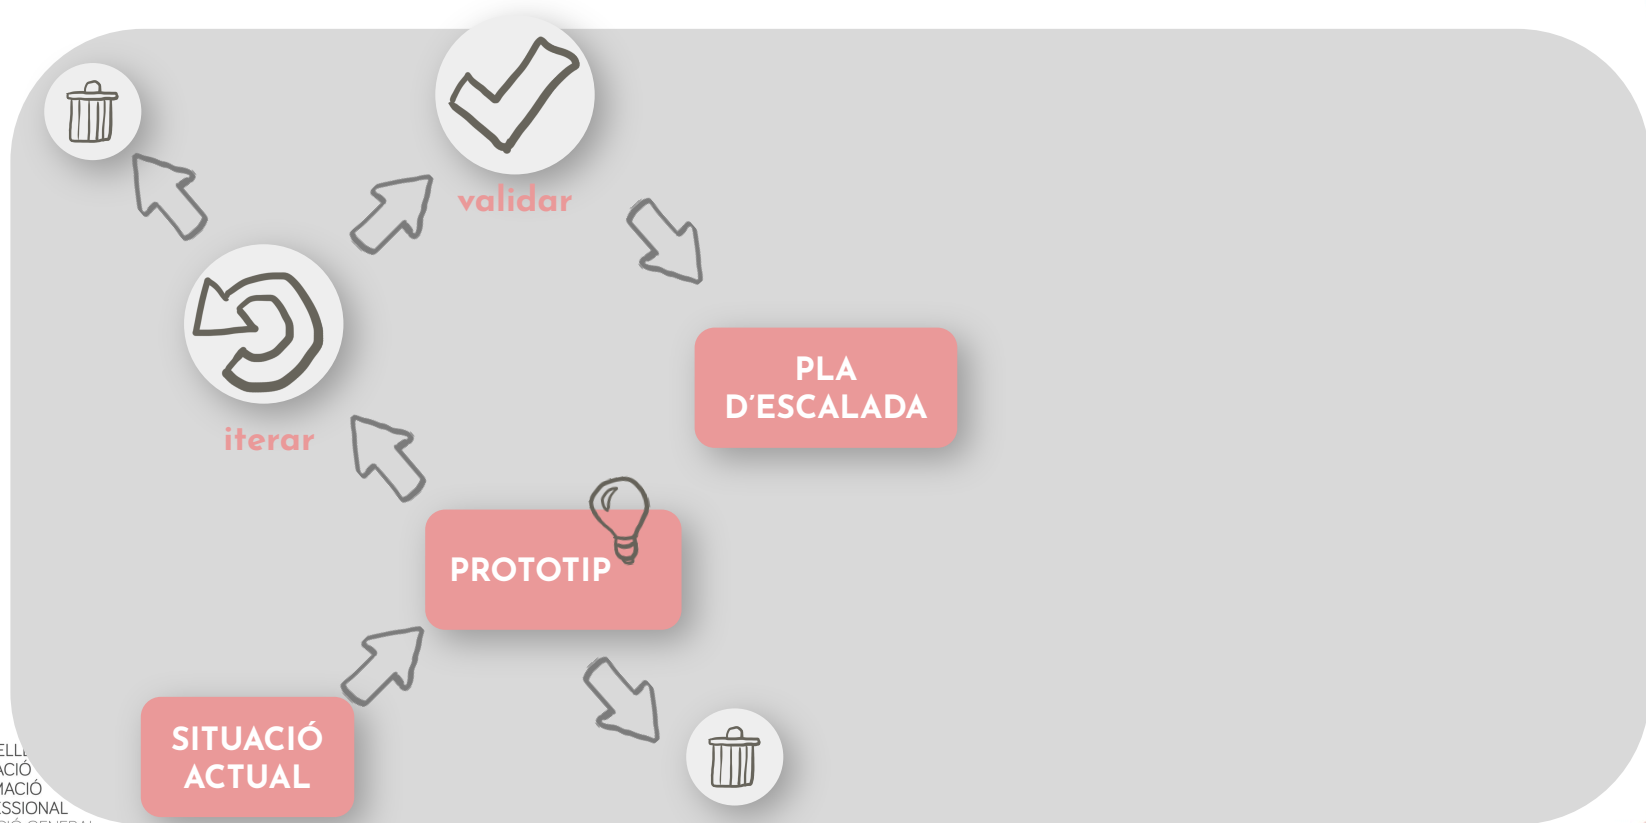 validar
PLA
D'ESCALADA
iterar
PROTOTIP
SITUACIÓ
ACTUAL